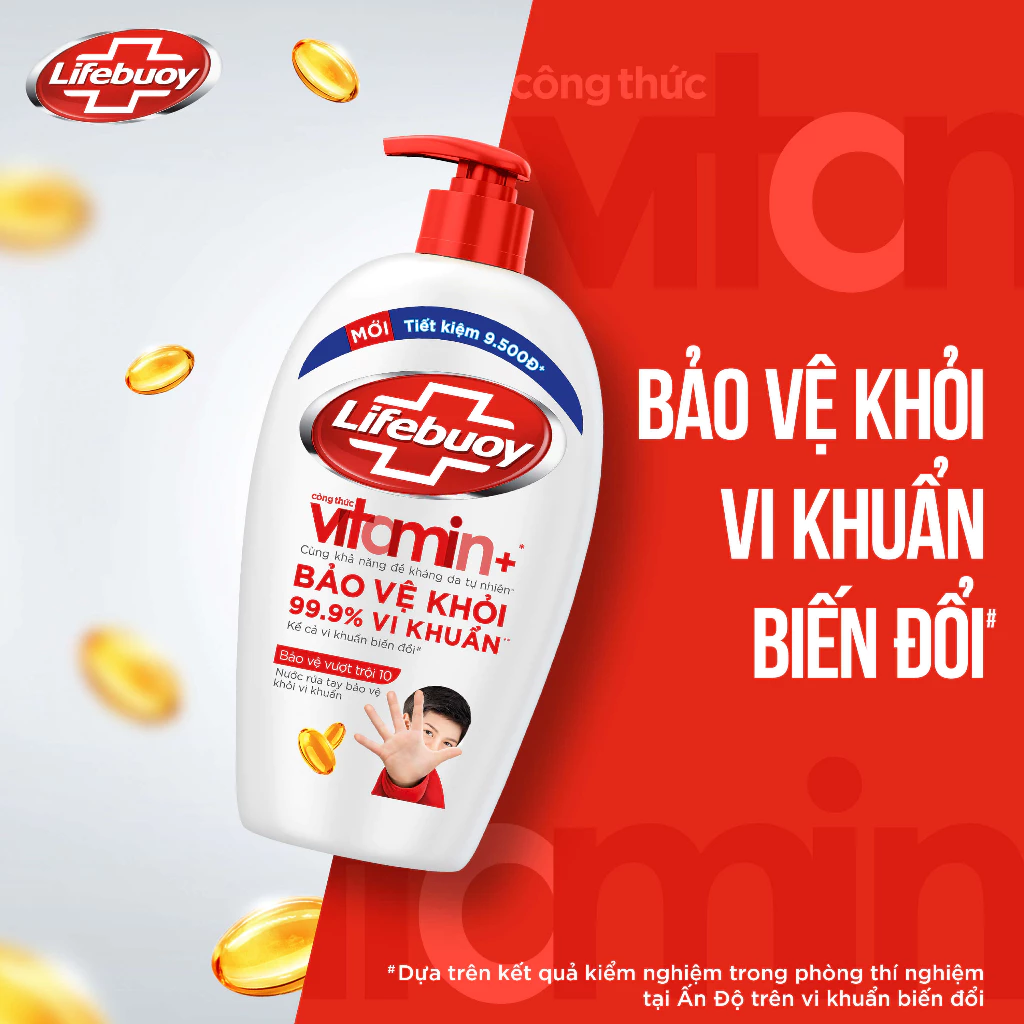 Lifebuoy
công thức
vitamin
MỚI Tiết kiệm 9.500Đ+
Lifebuoy
công thức
vitamin+*
Cùng khả năng đề kháng da tự nhiên
BẢO VỆ KHỎI
99.9% VI KHUẨN**
Kể cả vi khuẩn biến đổi#
Bảo vệ vượt trội 10
Nước rửa tay bảo vệ
khỏi vi khuẩn
BẢO VỆ KHỎI
VI KHUẨN
BIẾN ĐỔI#
vitamin
#Dựa trên kết quả kiểm nghiệm trong phòng thí nghiệm
tại Ấn Độ trên vi khuẩn biến đổi